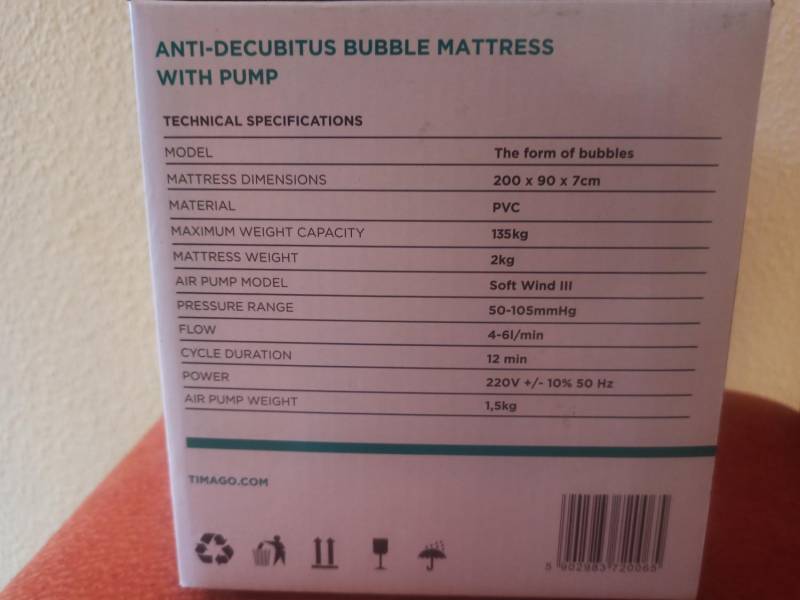 ANTI-DECUBITUS BUBBLE MATTRESS
WITH PUMP
TECHNICAL SPECIFICATIONS
MODEL The form of bubbles
MATTRESS DIMENSIONS 200 x 90 x 7cm
MATERIAL PVC
MAXIMUM WEIGHT CAPACITY 135kg
MATTRESS WEIGHT 2kg
AIR PUMP MODEL Soft Wind III
PRESSURE RANGE 50-105mmHg
FLOW 4-6l/min
CYCLE DURATION 12 min
POWER 220V +/- 10% 50 Hz
AIR PUMP WEIGHT 1,5kg
TIMAGO.COM
5 902983 720065